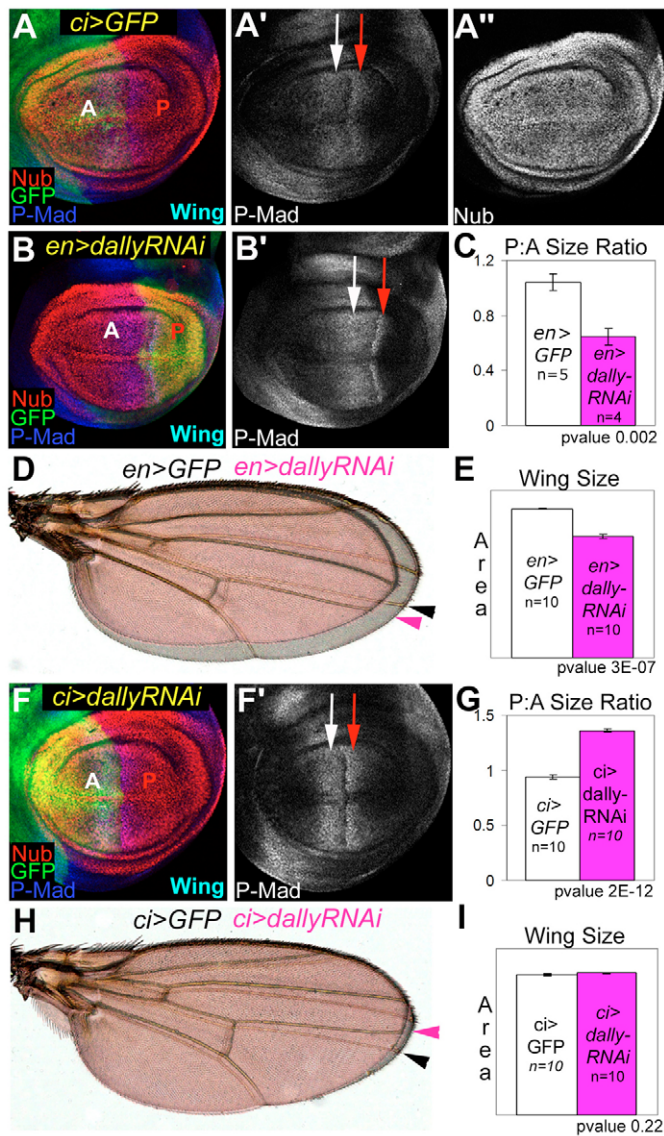 A
ci>GFP
A
P
Nub
GFP
P-Mad
Wing
A'
P-Mad
A"
Nub
B
en>dallyRNAi
A
P
Nub
GFP
P-Mad
Wing
B'
P-Mad
C
P:A Size Ratio
1.2
0.8
0.4
0
en>
GFP
n=5
en>
dally-
RNAi
n=4
pvalue 0.002
D
en>GFP en>dallyRNAi
E
Wing Size
A
r
e
a
en>
GFP
n=10
en>
dally-
RNAi
n=10
pvalue 3E-07
F
ci>dallyRNAi
A
P
Nub
GFP
P-Mad
Wing
F'
P-Mad
G
P:A Size Ratio
1.5
1
0.5
0
ci>
GFP
n=10
ci>
dally-
RNAi
n=10
pvalue 2E-12
H
ci>GFP ci>dallyRNAi
I
Wing Size
A
r
e
a
ci>
GFP
n=10
ci>
dally-
RNAi
n=10
pvalue 0.22